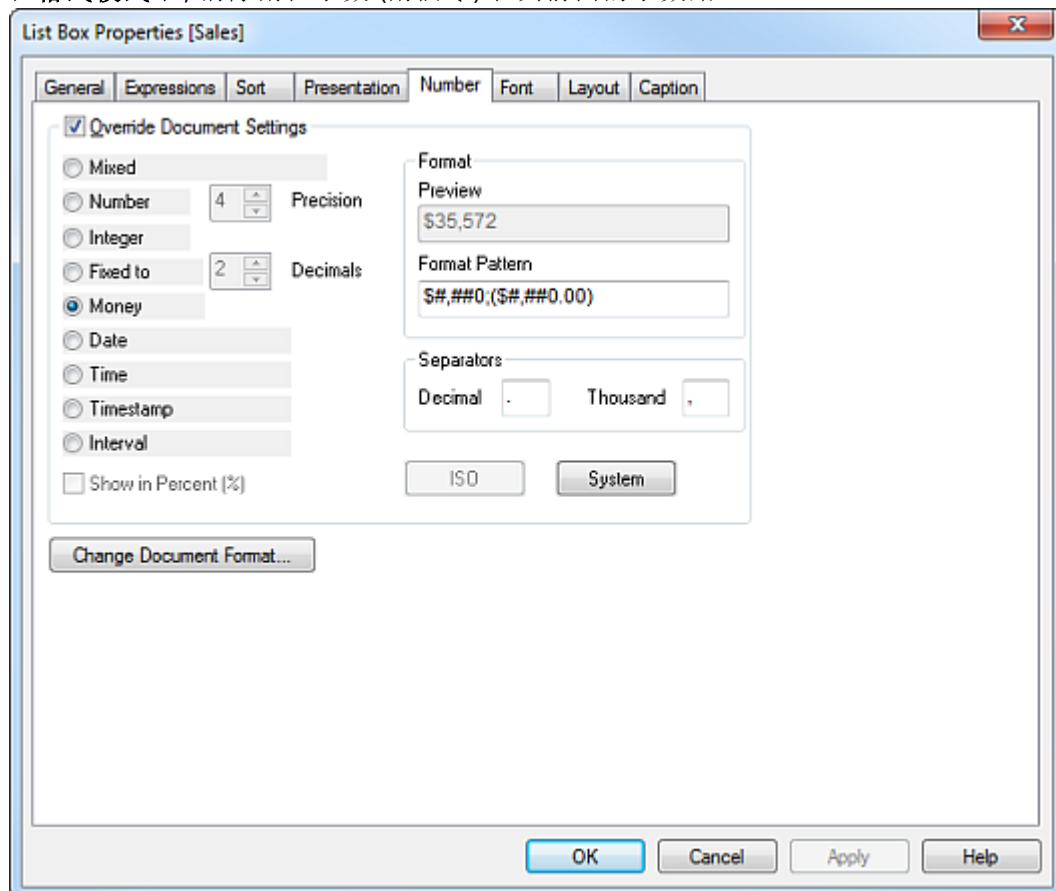 List Box Properties [Sales]
General Expressions Sort Presentation Number Font Layout Caption
Override Document Settings
Mixed
Number 4 Precision
Integer
Fixed to 2 Decimals
Money
Date
Time
Timestamp
Interval
Show in Percent (%)
Format
Preview
$35,572
Format Pattern
$#,##0;($#,##0.00)
Separators
Decimal . Thousand ,
ISO System
Change Document Format...
OK Cancel Apply Help